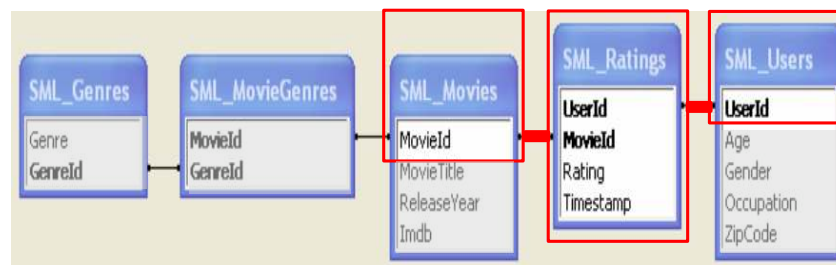 SML_Genres
Genre
GenreId
SML_MovieGenres
MovieId
GenreId
SML_Movies
MovieId
MovieTitle
ReleaseYear
Imdb
SML_Ratings
UserId
MovieId
Rating
Timestamp
SML_Users
UserId
Age
Gender
Occupation
ZipCode